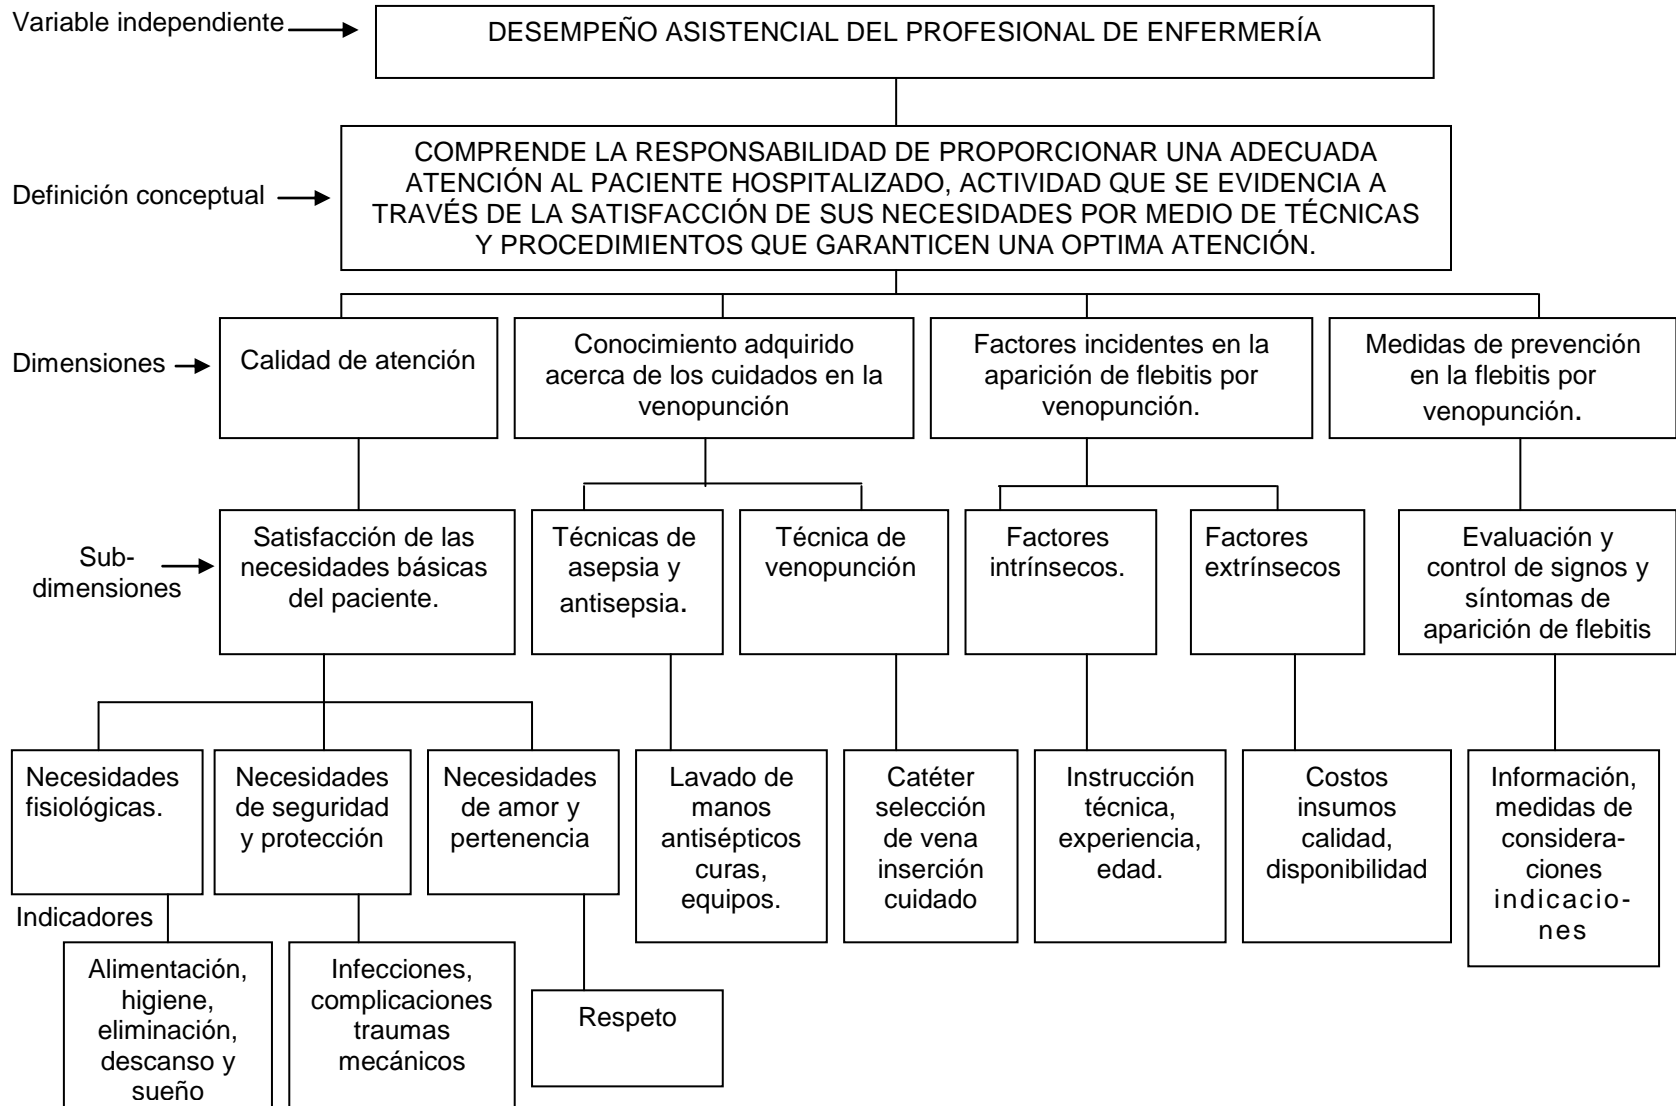 Variable independiente
DESEMPEÑO ASISTENCIAL DEL PROFESIONAL DE ENFERMERÍA
Definición conceptual
COMPRENDE LA RESPONSABILIDAD DE PROPORCIONAR UNA ADECUADA
ATENCIÓN AL PACIENTE HOSPITALIZADO, ACTIVIDAD QUE SE EVIDENCIA A
TRAVÉS DE LA SATISFACCIÓN DE SUS NECESIDADES POR MEDIO DE TÉCNICAS
Y PROCEDIMIENTOS QUE GARANTICEN UNA OPTIMA ATENCIÓN.
Dimensiones
Calidad de atención
Conocimiento adquirido
acerca de los cuidados en la
venopunción
Factores incidentes en la
aparición de flebitis por
venopunción.
Medidas de prevención
en la flebitis por
venopunción.
Sub-
dimensiones
Satisfacción de las
necesidades básicas
del paciente.
Técnicas de
asepsia y
antisepsia.
Técnica de
venopunción
Factores
intrínsecos.
Factores
extrínsecos
Evaluación y
control de signos y
síntomas de
aparición de flebitis
Necesidades
fisiológicas.
Necesidades
de seguridad
y protección
Necesidades
de amor y
pertenencia
Lavado de
manos
antisépticos
curas,
equipos.
Catéter
selección
de vena
inserción
cuidado
Instrucción
técnica,
experiencia,
edad.
Costos
insumos
calidad,
disponibilidad
Información,
medidas de
considera-
ciones
indicacio-
nes
Indicadores
Alimentación,
higiene,
eliminación,
descanso y
sueño
Infecciones,
complicaciones
traumas
mecánicos
Respeto